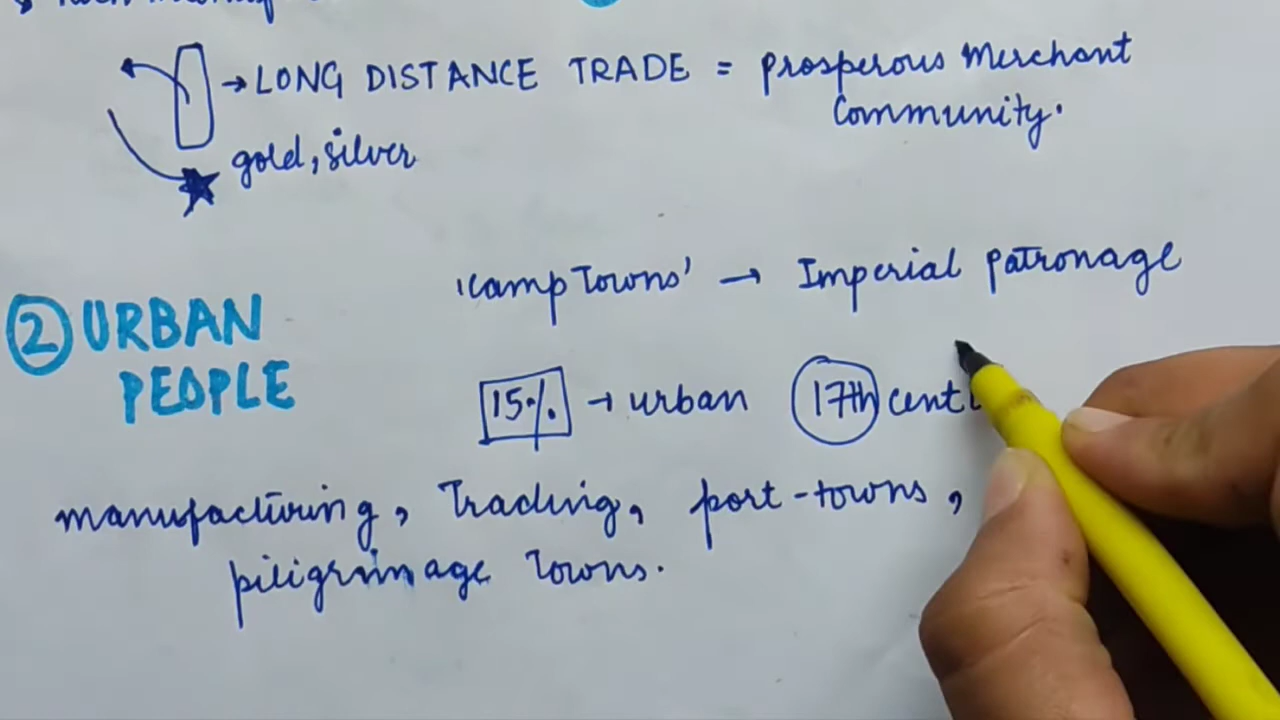 → LONG DISTANCE TRADE = prosperous Merchant
Community.
gold, silver
'camp Towns' → Imperial patronage
② URBAN
PEOPLE
15% → urban 17th cent
manufacturing, Trading, port-towns,
piligrimage Towns.